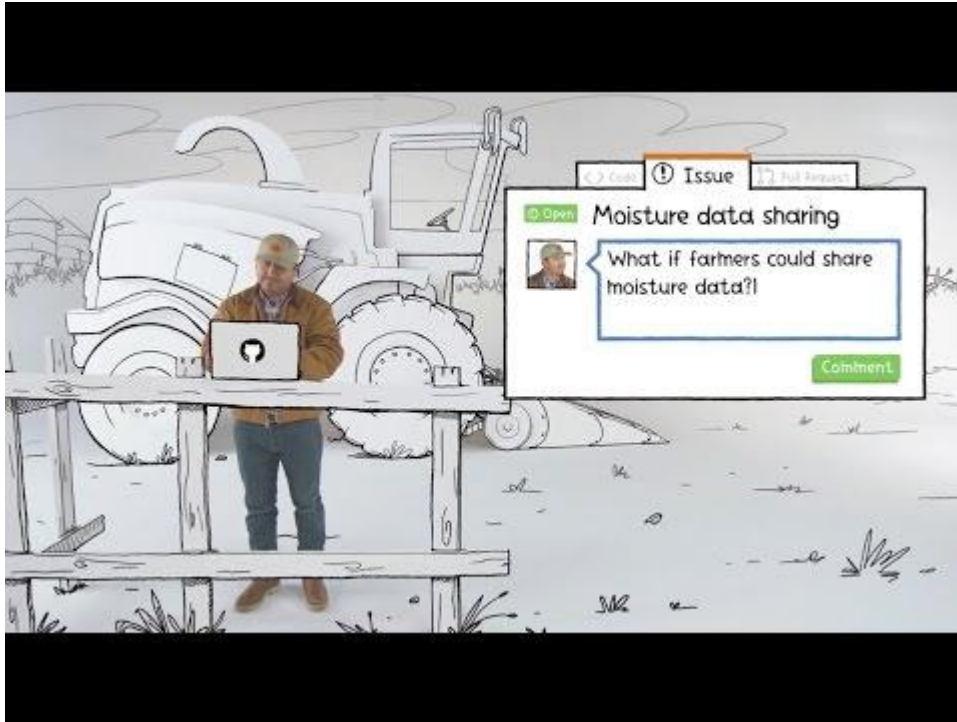 Code
Issue
Pull Request
Open
Moisture data sharing
What if farmers could share
moisture data?
Comment